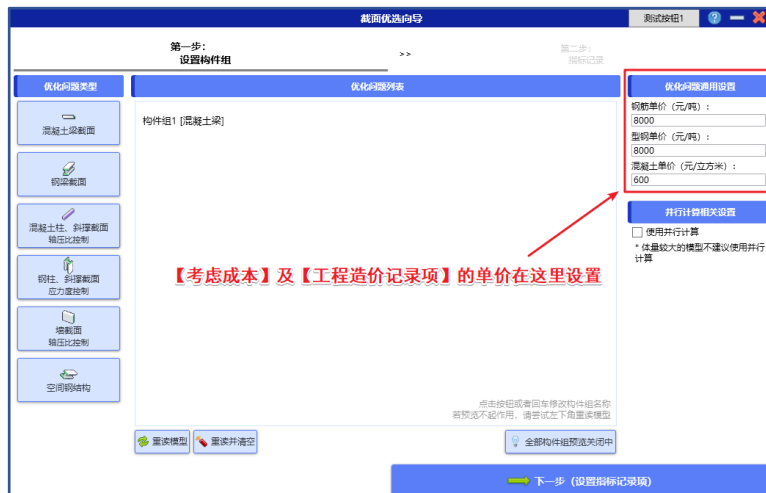 截面优选向导
测试按钮1
第一步：
设置构件组
>>
第二步：
指标记录
优化问题类型
混凝土梁截面
钢梁截面
混凝土柱、斜撑截面
轴压比控制
钢柱、斜撑截面
应力度控制
墙截面
轴压比控制
空间钢结构
优化问题列表
构件组1 [混凝土梁]
【考虑成本】及【工程造价记录项】的单价在这里设置
点击按钮或者回车修改构件组名称
若预览不起作用，请尝试左下角重读模型
重读模型
重读并清空
全部构件组预览关闭中
优化问题通用设置
钢筋单价（元/吨）：
8000
型钢单价（元/吨）：
8000
混凝土单价（元/立方米）：
600
并行计算相关设置
使用并行计算
* 体量较大的模型不建议使用并行
计算
下一步（设置指标记录项）